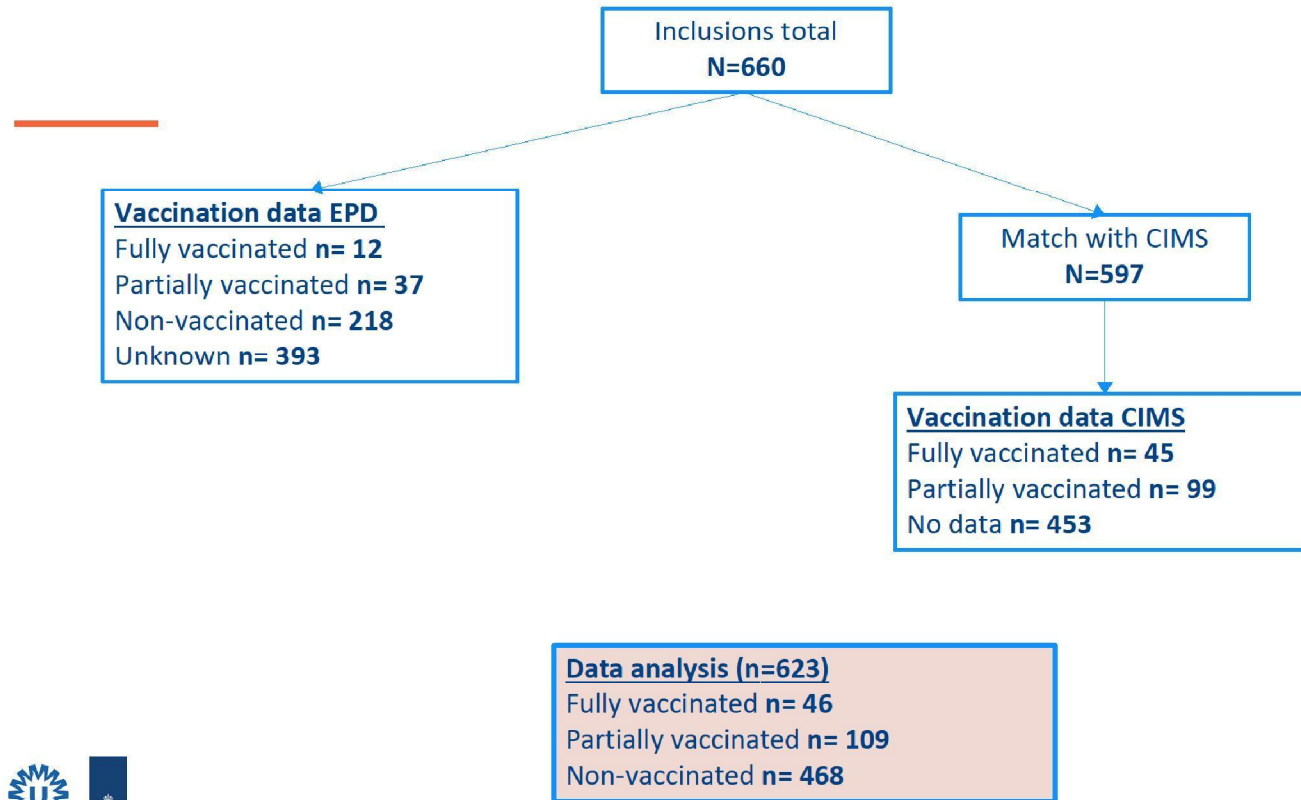 Inclusions total
N=660
Vaccination data EPD
Fully vaccinated n= 12
Partially vaccinated n= 37
Non-vaccinated n= 218
Unknown n= 393
Match with CIMS
N=597
Vaccination data CIMS
Fully vaccinated n= 45
Partially vaccinated n= 99
No data n= 453
Data analysis (n=623)
Fully vaccinated n= 46
Partially vaccinated n= 109
Non-vaccinated n= 468